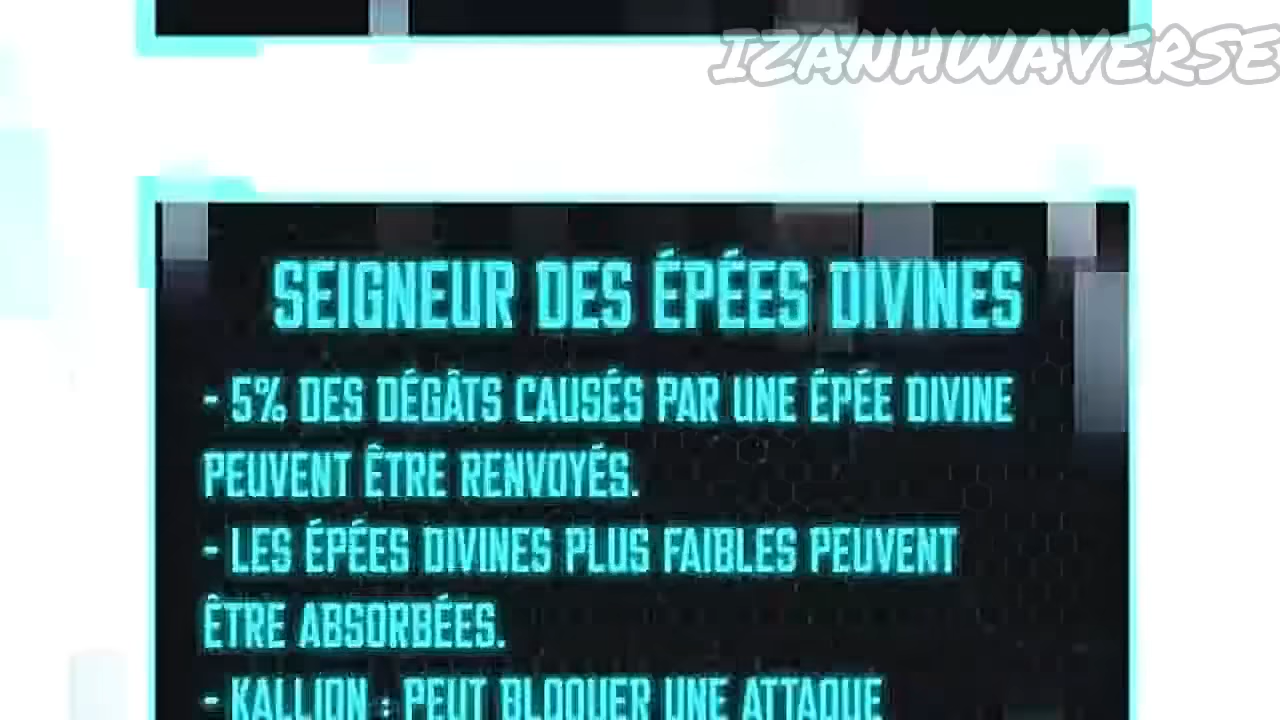 IZANHWAVERSE
SEIGNEUR DES ÉPÉES DIVINES
- 5% DES DÉGÂTS CAUSÉS PAR UNE ÉPÉE DIVINE
PEUVENT ÊTRE RENVOYÉS.
- LES ÉPÉES DIVINES PLUS FAIBLES PEUVENT
ÊTRE ABSORBÉES.
- KALLION : PEUT BLOQUER UNE ATTAQUE